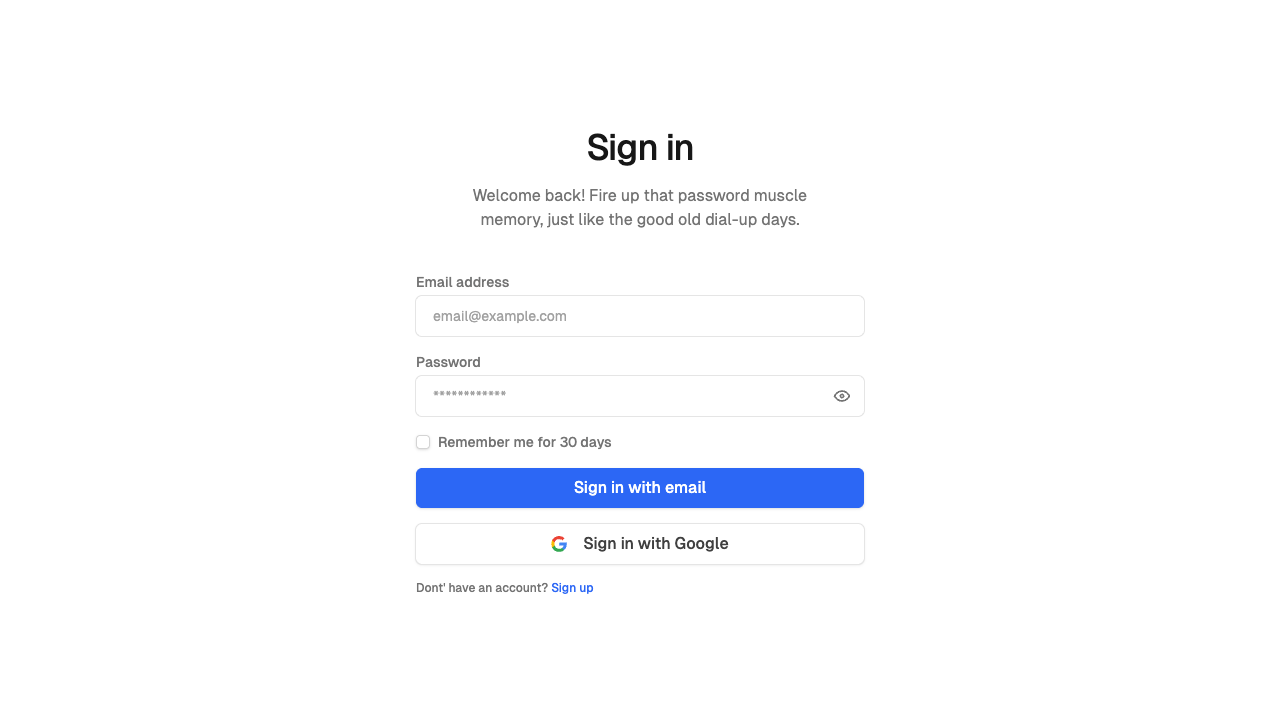 Sign in
Welcome back! Fire up that password muscle
memory, just like the good old dial-up days.
Email address
email@example.com
Password
************
Remember me for 30 days
Sign in with email
Sign in with Google
Dont' have an account? Sign up